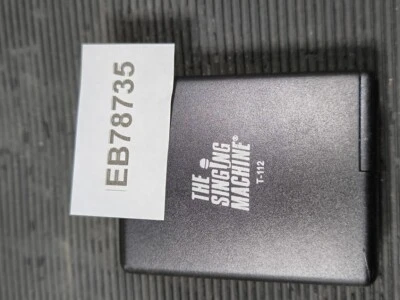 EB78735
THE
SINGING
MACHINE®
T-112